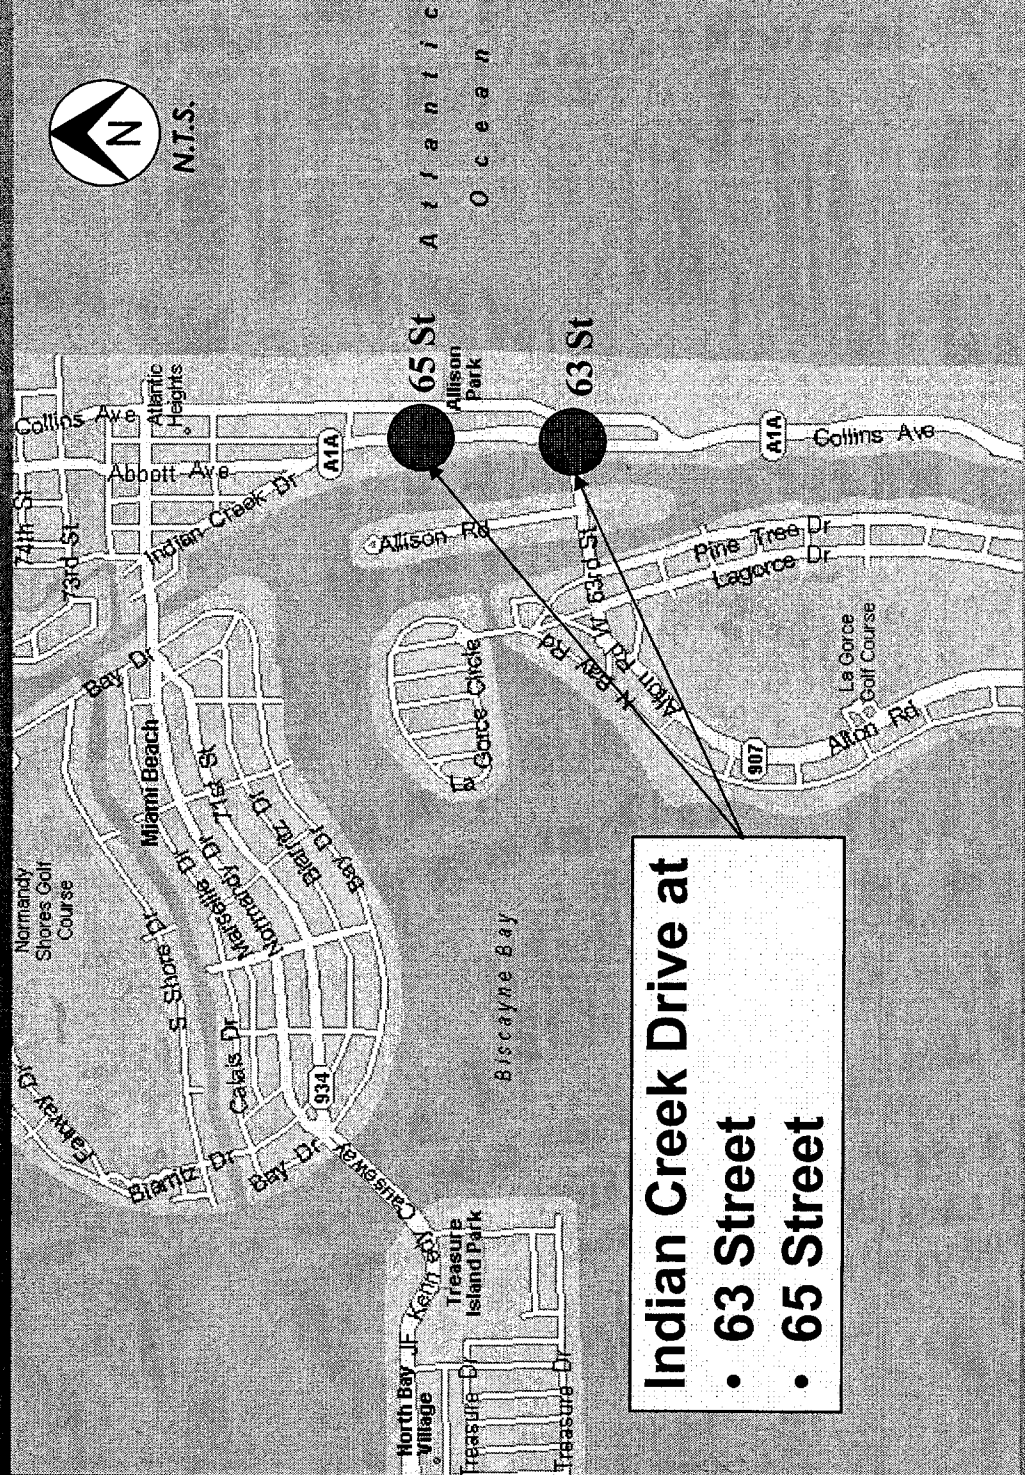 N
N.T.S.
Atlantic
Ocean
Normandy
Shores Golf
Course
74th St
73rd St
Collins Ave
Atlantic
Heights
Abbott Ave
Indian Creek Dr
A1A
65 St
Allison
Park
63 St
A1A
Collins Ave
Allison Rd
W 63rd St
Pine Tree Dr
Lagorce Dr
La Gorce
Golf Course
N Bay Rd
Alton Rd
Alton Rd
907
La Gorce Circle
Bay Dr
Miami Beach
71st St
Biarritz Dr
Bay Dr
Normandy Dr
Marseille Dr
S Shore Dr
Calais Dr
Fairway Dr
Biarritz Dr
Bay Dr
934
JF Kennedy Causeway
Biscayne Bay
Treasure
Island Park
North Bay
Village
Treasure Dr
Treasure Dr
Indian Creek Drive at
• 63 Street
• 65 Street